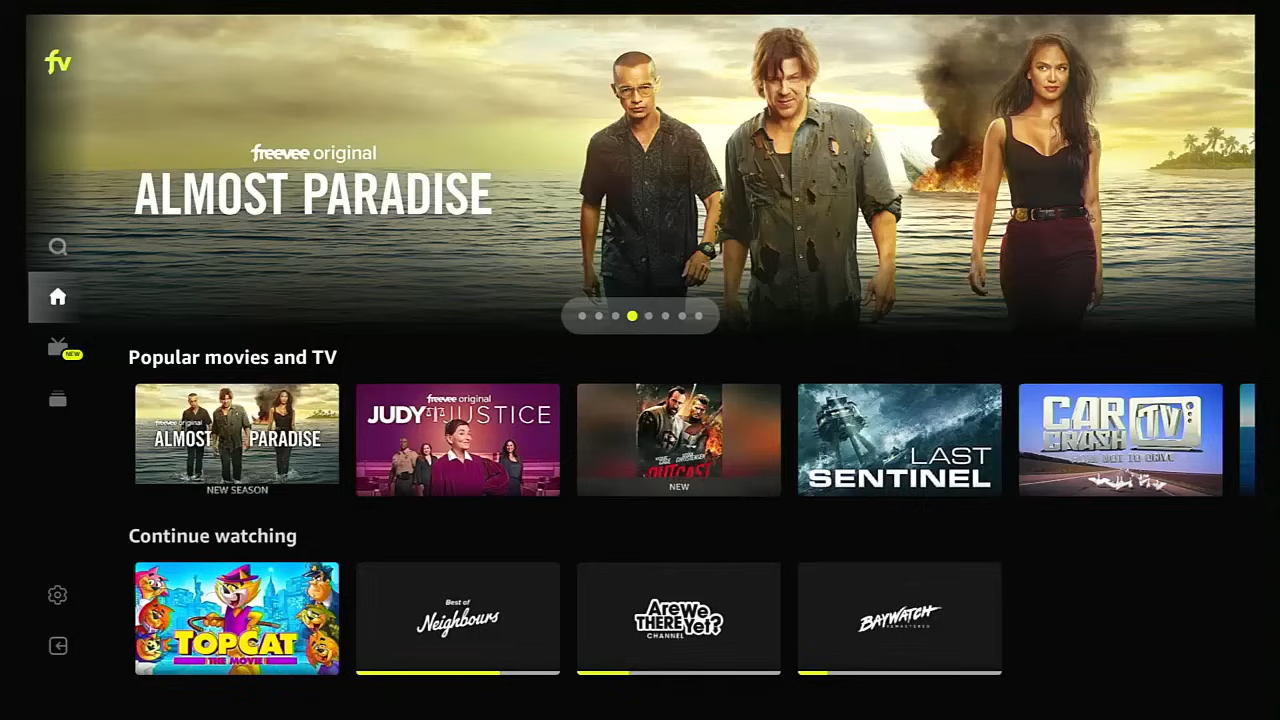 fv
freevee original
ALMOST PARADISE
NEW
Popular movies and TV
freevee original
ALMOST PARADISE
NEW SEASON
freevee original
JUDY JUSTICE
OUTCAST
NEW
LAST
SENTINEL
CAR
CRASH TV
Continue watching
TOPCAT
THE MOVIE
Best of
Neighbours
Are We
THERE Yet?
CHANNEL
BAYWATCH
REMASTERED